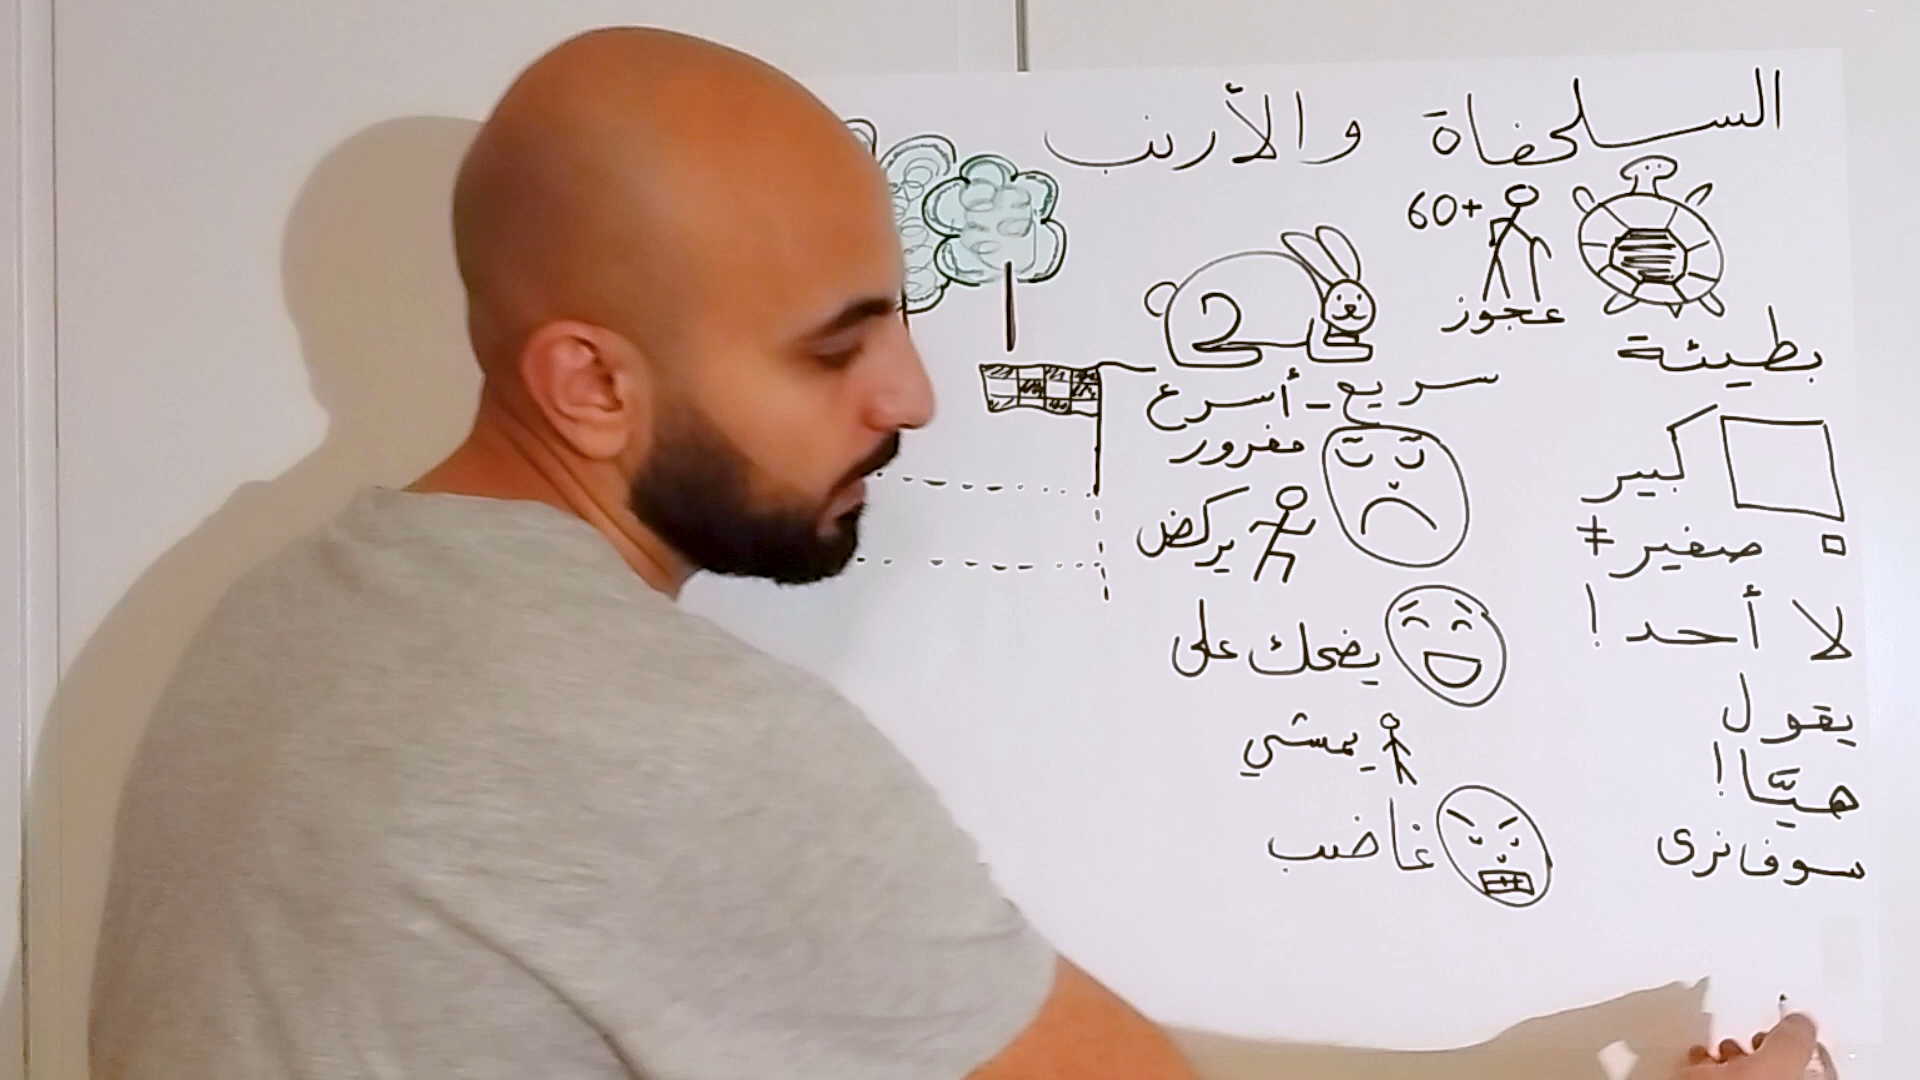 السلحفاة والأرنب
60+
عجوز
بطيئة
سريع - أسرع
مغرور
كبير
يركض
صغير ≠
لا أحد!
يضحك على
يقول
يمشي
هيّا!
غاضب
سوف نرى